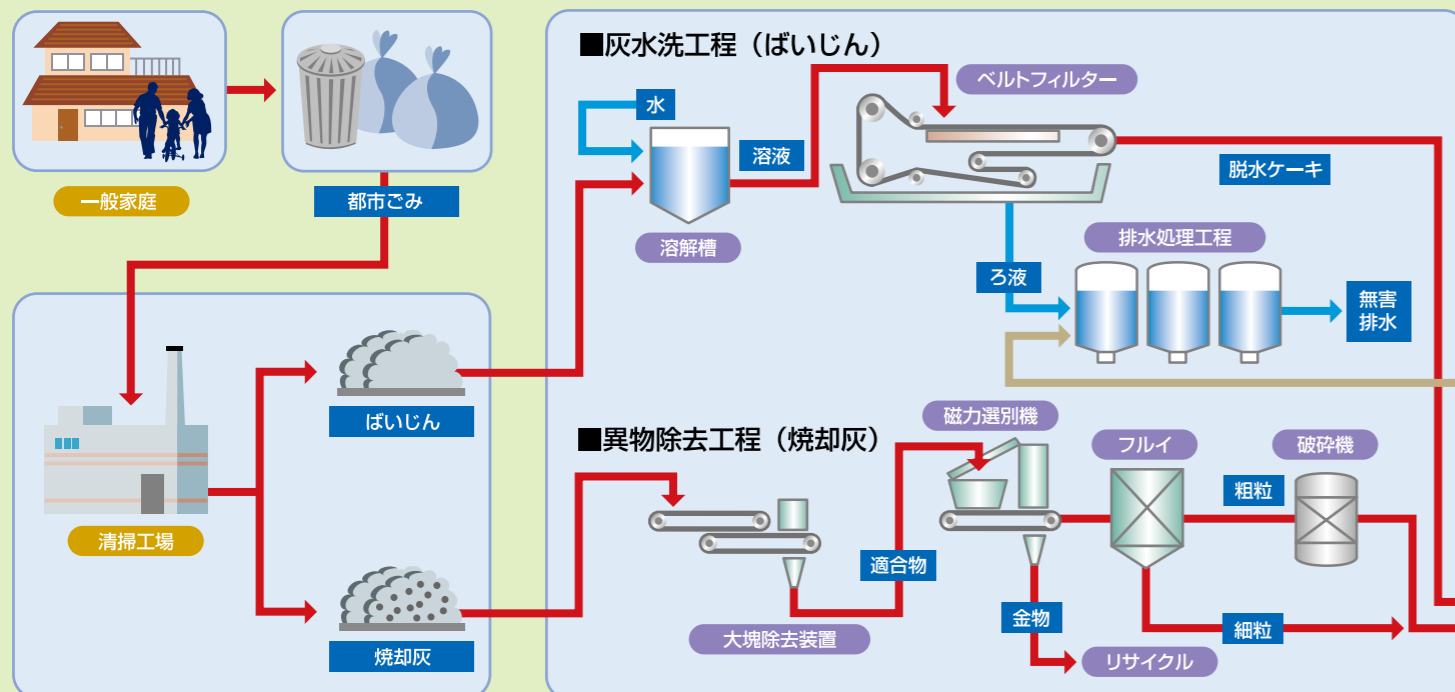 一般家庭
都市ごみ
清掃工場
ばいじん
焼却灰
■灰水洗工程（ばいじん）
水
溶液
溶解槽
ベルトフィルター
脱水ケーキ
ろ液
排水処理工程
無害
排水
■異物除去工程（焼却灰）
大塊除去装置
適合物
磁力選別機
金物
リサイクル
フルイ
粗粒
細粒
破砕機